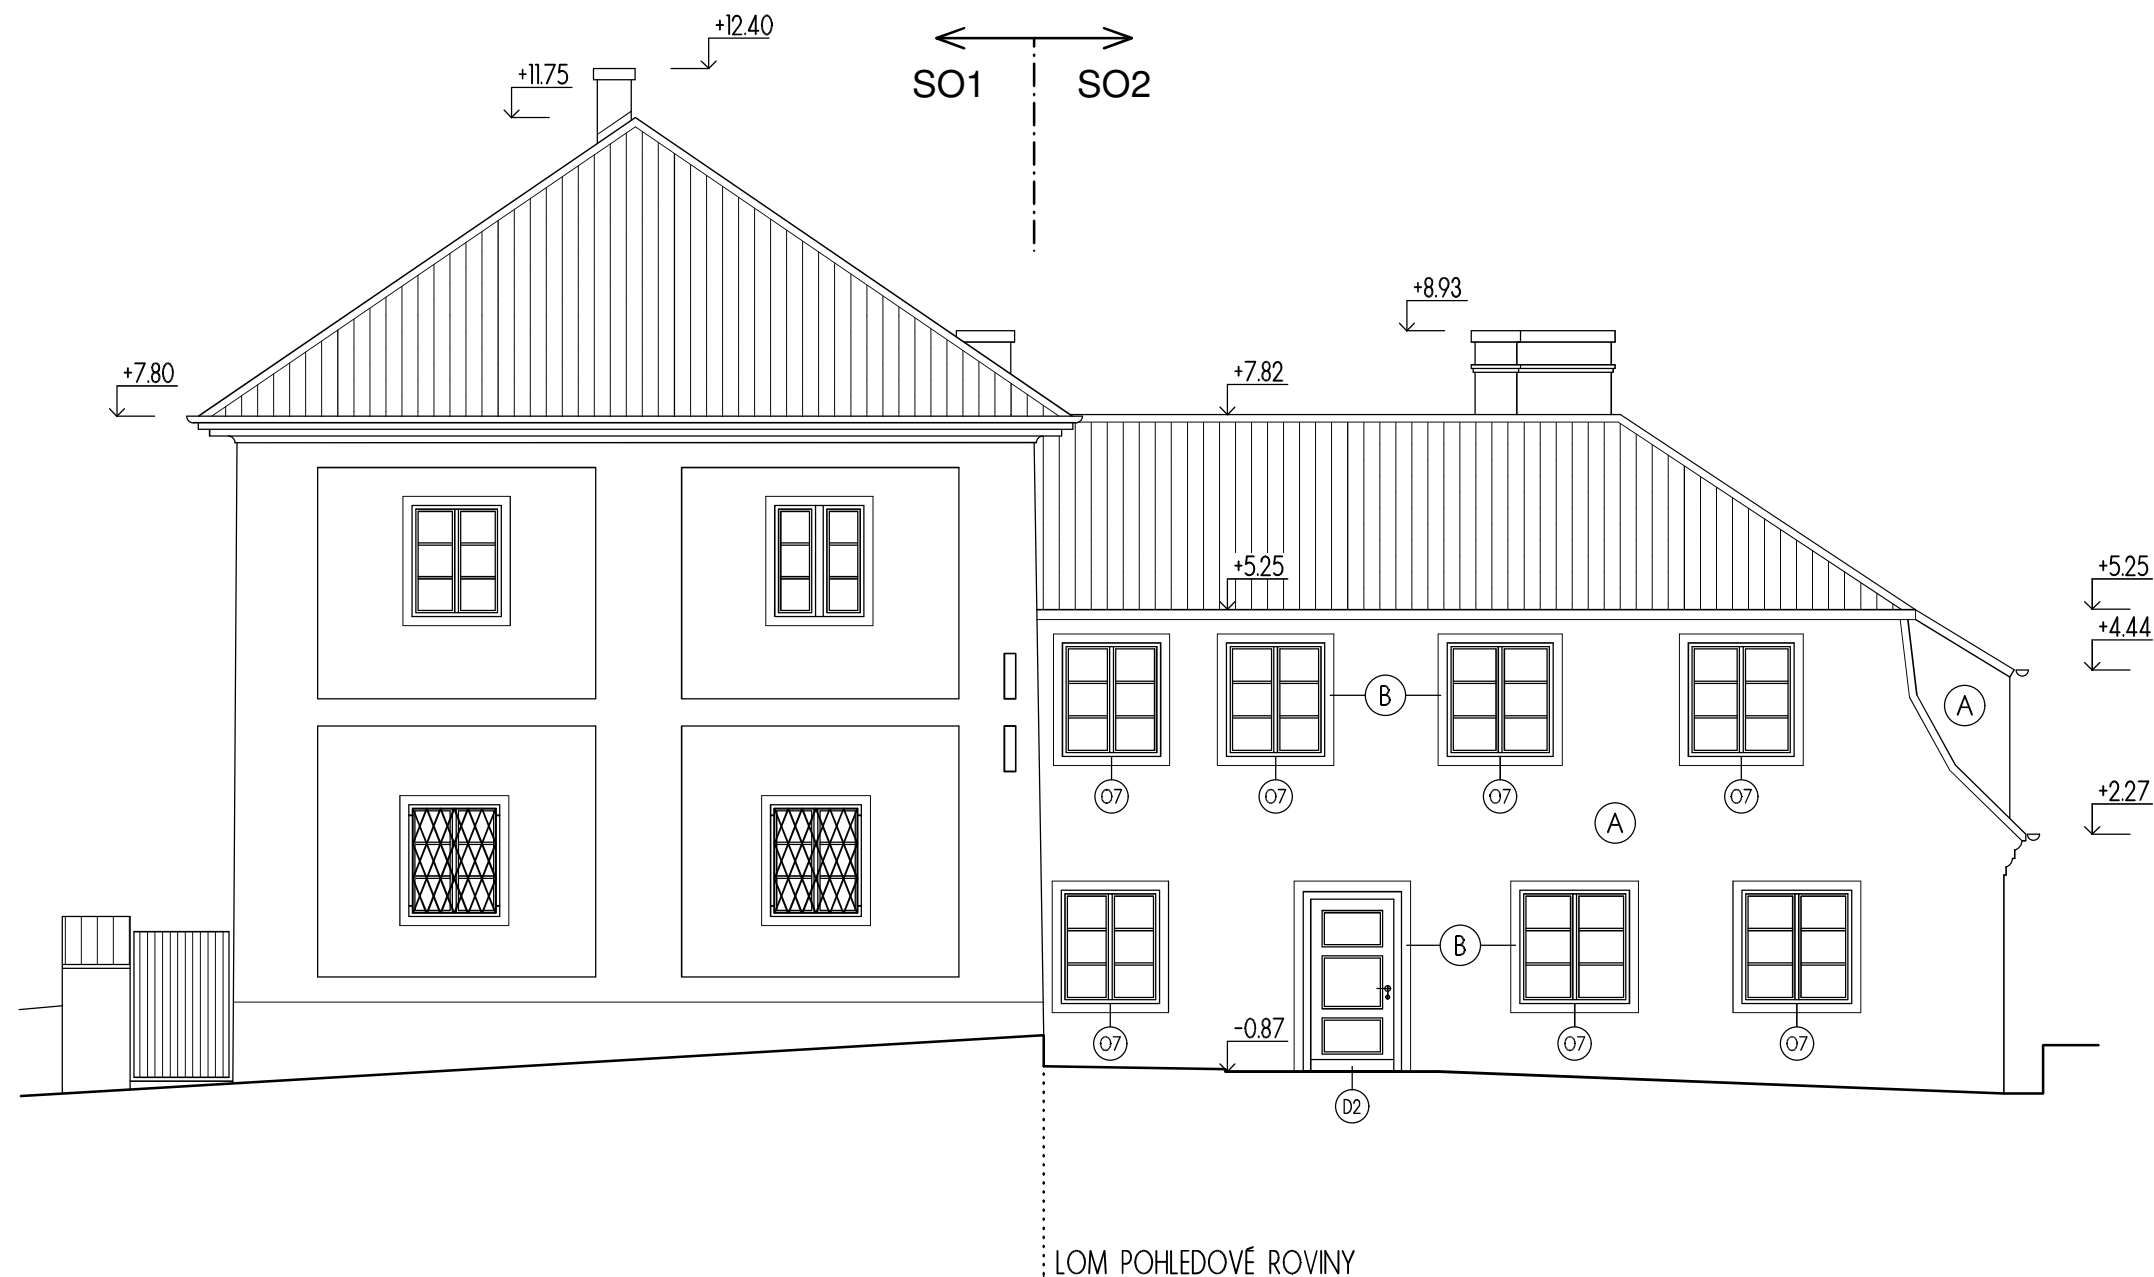 +12.40
+11.75
SO1
SO2
+8.93
+7.80
+7.82
+5.25
+5.25
+4.44
B
A
O7
O7
O7
O7
A
+2.27
B
-0.87
O7
O7
O7
D2
LOM POHLEDOVÉ ROVINY